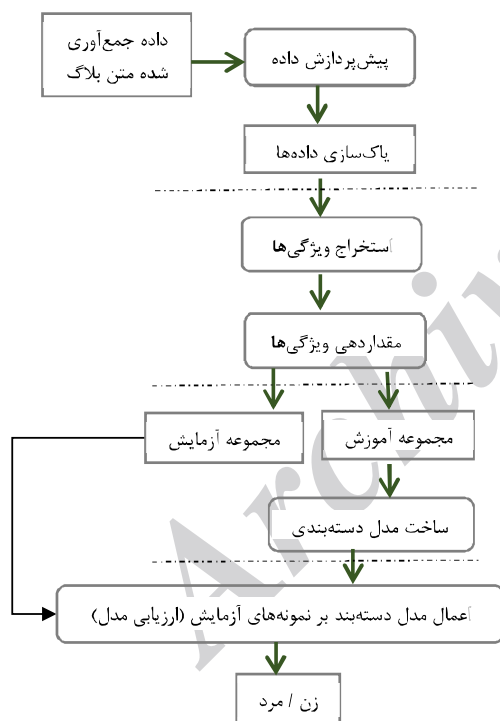 داده جمع‌آوری
شده متن بلاگ
پیش‌پردازش داده
پاک‌سازی داده‌ها
استخراج ویژگی‌ها
مقداردهی ویژگی‌ها
مجموعه آموزش
مجموعه آزمایش
ساخت مدل دسته‌بندی
اعمال مدل دسته‌بند بر نمونه‌های آزمایش (ارزیابی مدل)
زن / مرد